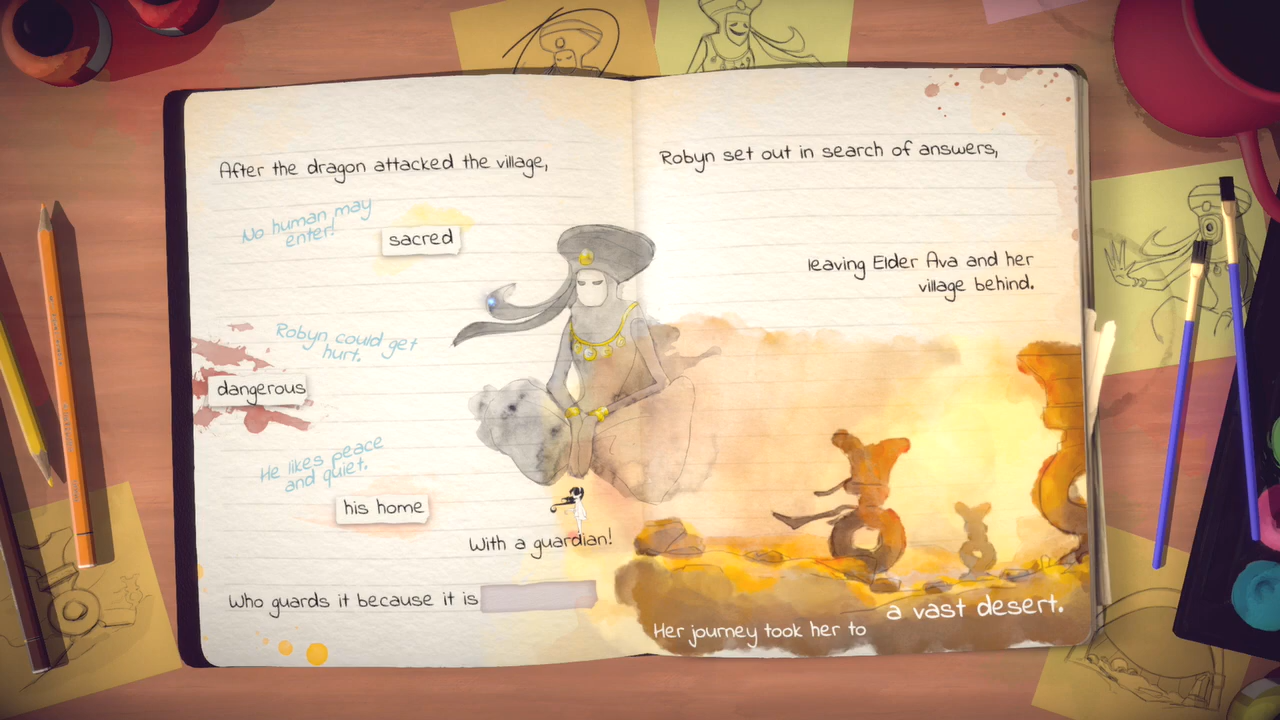 After the dragon attacked the village,
No human may
enter!
sacred
Robyn could get
hurt.
dangerous
He likes peace
and quiet.
his home
With a guardian!
Who guards it because it is
Robyn set out in search of answers,
leaving Elder Ava and her
village behind.
Her journey took her to
a vast desert.